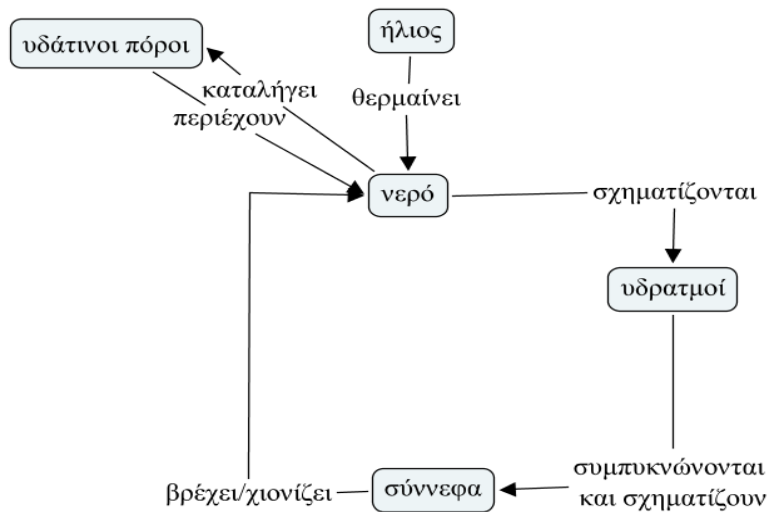 ήλιος
υδάτινοι πόροι
καταλήγει
θερμαίνει
περιέχουν
νερό
σχηματίζονται
υδρατμοί
συμπυκνώνονται
και σχηματίζουν
σύννεφα
βρέχει/χιονίζει